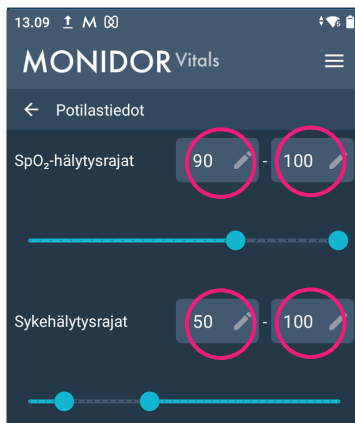 13.09 M
MONIDOR Vitals
Potilastiedot
SpO₂-hälytysrajat 90 - 100
Sykehälytysrajat 50 - 100